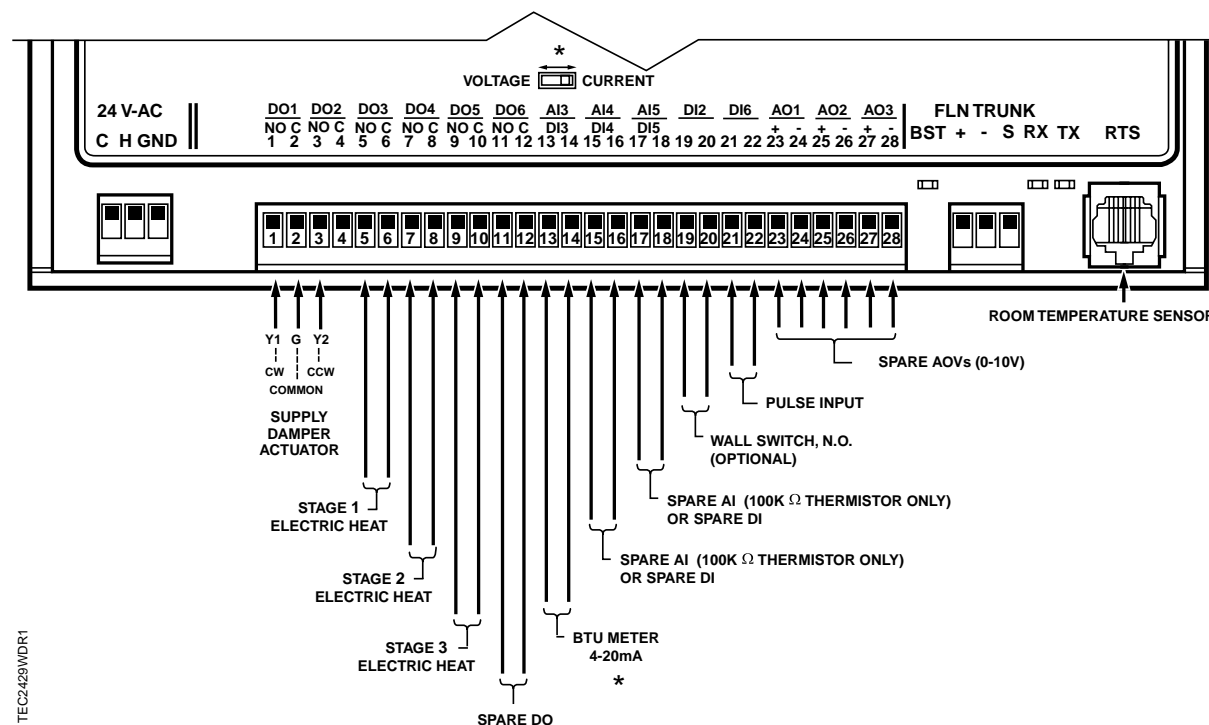 *
VOLTAGE CURRENT
24 V-AC
C H GND
DO1 DO2 DO3 DO4 DO5 DO6 AI3 AI4 AI5 DI2 DI6 AO1 AO2 AO3
NO C NO C NO C NO C NO C NO C DI3 DI4 DI5 + - + - + -
1 2 3 4 5 6 7 8 9 10 11 12 13 14 15 16 17 18 19 20 21 22 23 24 25 26 27 28
FLN TRUNK
BST + - S RX TX RTS
1 2 3 4 5 6 7 8 9 10 11 12 13 14 15 16 17 18 19 20 21 22 23 24 25 26 27 28
ROOM TEMPERATURE SENSOR
Y1 G Y2
CW CCW
COMMON
SUPPLY
DAMPER
ACTUATOR
SPARE AOVs (0-10V)
PULSE INPUT
WALL SWITCH, N.O.
(OPTIONAL)
SPARE AI (100K Ω THERMISTOR ONLY)
OR SPARE DI
STAGE 1
ELECTRIC HEAT
SPARE AI (100K Ω THERMISTOR ONLY)
OR SPARE DI
STAGE 2
ELECTRIC HEAT
BTU METER
4-20mA
*
STAGE 3
ELECTRIC HEAT
SPARE DO
TEC2429WDR1